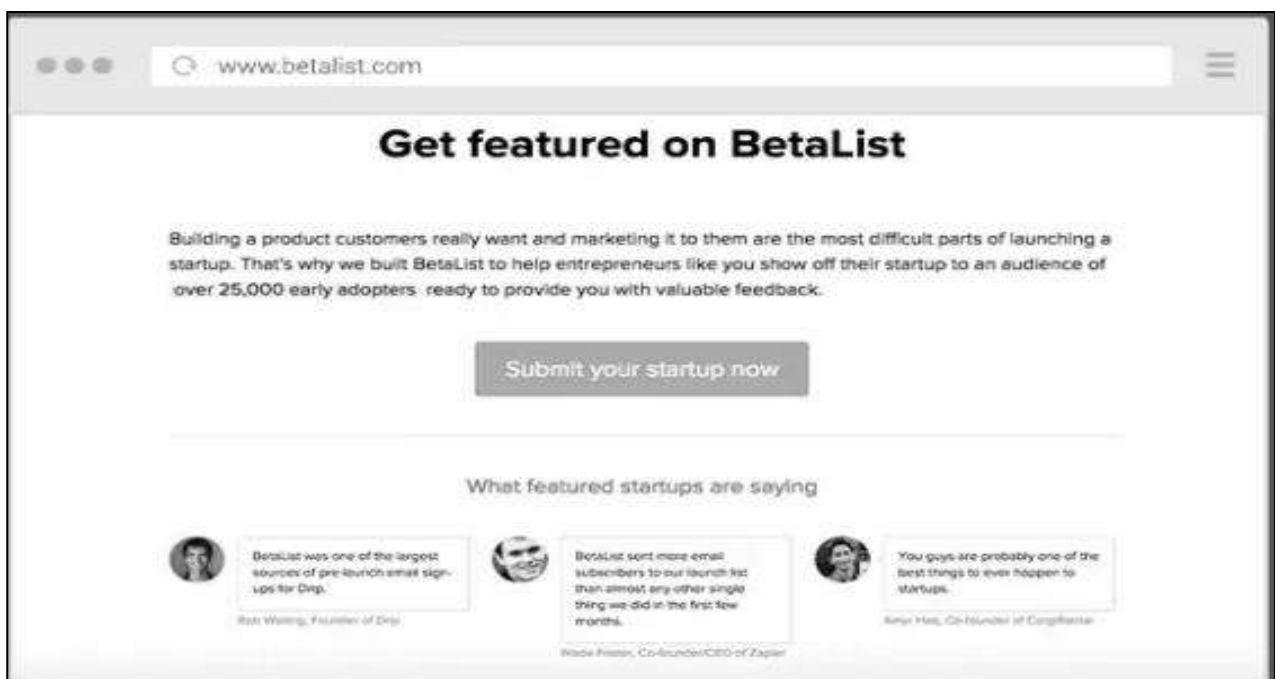 www.betalist.com
Get featured on BetaList
Building a product customers really want and marketing it to them are the most difficult parts of launching a
startup. That's why we built BetaList to help entrepreneurs like you show off their startup to an audience of
over 25,000 early adopters ready to provide you with valuable feedback.
Submit your startup now
What featured startups are saying
BetaList was one of the largest
sources of pre-launch email sign-
ups for Drip.
Rob Walling, Founder of Drip
BetaList sent more email
subscribers to our launch list
than almost any other single
thing we did in the first few
months.
Wade Foster, Co-founder/CEO of Zapier
You guys are probably one of the
best things to ever happen to
startups.
Co-founder of